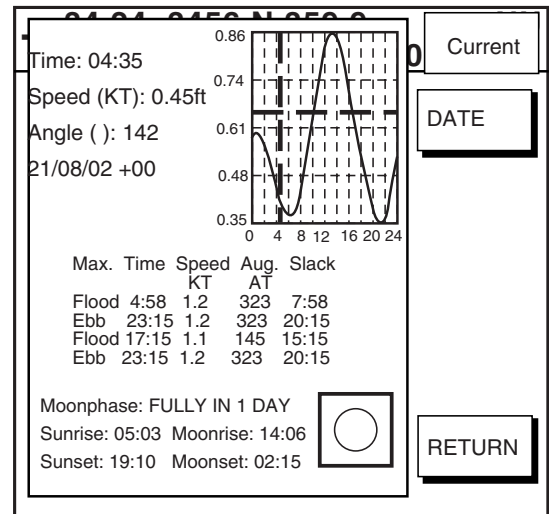 Current
Time: 04:35
Speed (KT): 0.45ft
Angle ( ): 142
21/08/02 +00
0.86
0.74
0.61
0.48
0.35
0 4 8 12 16 20 24
DATE
Max. Time Speed Aug. Slack
KT AT
Flood 4:58 1.2 323 7:58
Ebb 23:15 1.2 323 20:15
Flood 17:15 1.1 145 15:15
Ebb 23:15 1.2 323 20:15
Moonphase: FULLY IN 1 DAY
Sunrise: 05:03 Moonrise: 14:06
Sunset: 19:10 Moonset: 02:15
RETURN